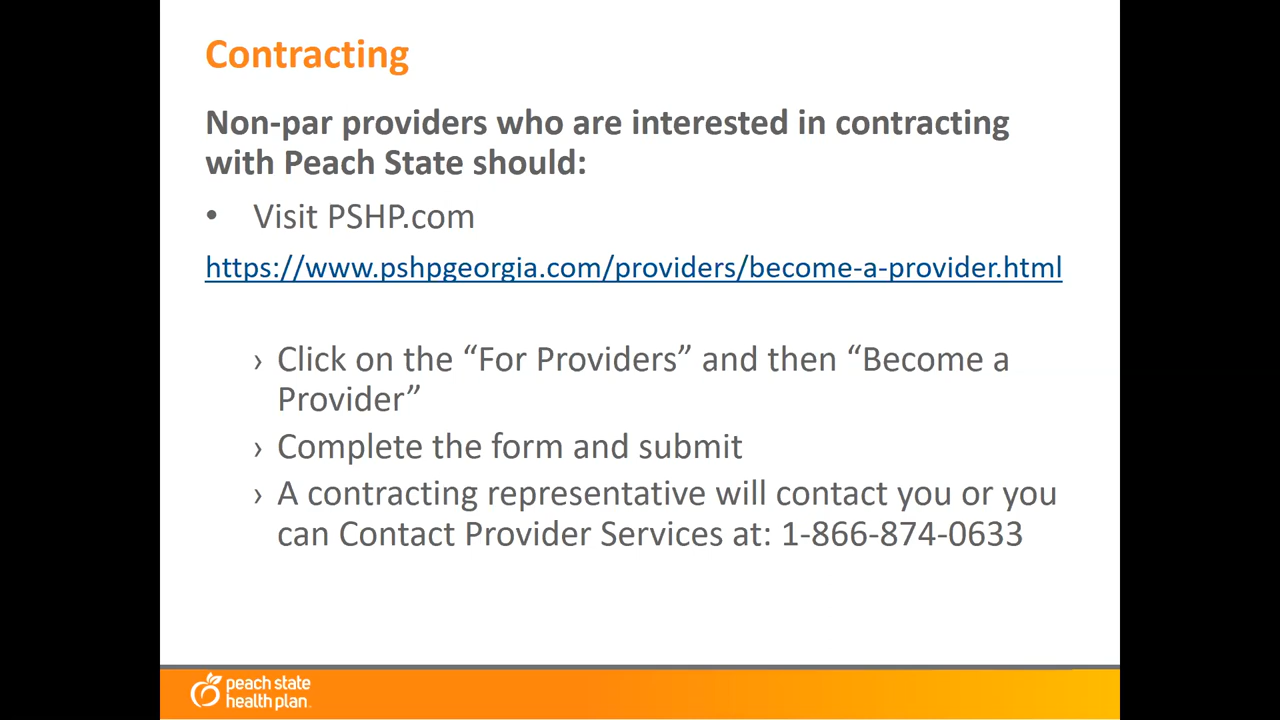 Contracting
Non-par providers who are interested in contracting
with Peach State should:
• Visit PSHP.com
https://www.pshpgeorgia.com/providers/become-a-provider.html
› Click on the “For Providers” and then “Become a
Provider”
› Complete the form and submit
› A contracting representative will contact you or you
can Contact Provider Services at: 1-866-874-0633
peach state
health plan.